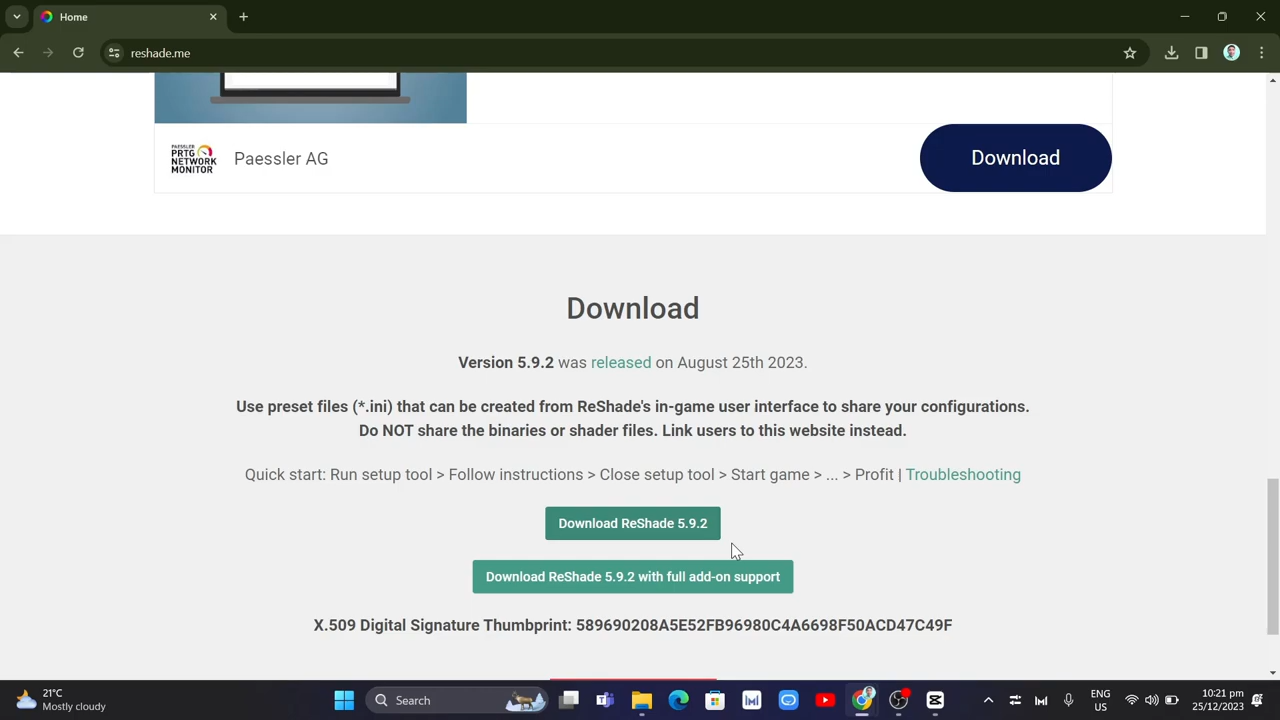 Home
reshade.me
PAESSLER
PRTG
NETWORK
MONITOR
Paessler AG
Download
Download
Version 5.9.2 was released on August 25th 2023.
Use preset files (*.ini) that can be created from ReShade's in-game user interface to share your configurations.
Do NOT share the binaries or shader files. Link users to this website instead.
Quick start: Run setup tool > Follow instructions > Close setup tool > Start game > ... > Profit | Troubleshooting
Download ReShade 5.9.2
Download ReShade 5.9.2 with full add-on support
X.509 Digital Signature Thumbprint: 589690208A5E52FB96980C4A6698F50ACD47C49F
21°C
Mostly cloudy
Search
ENG
US
10:21 pm
25/12/2023